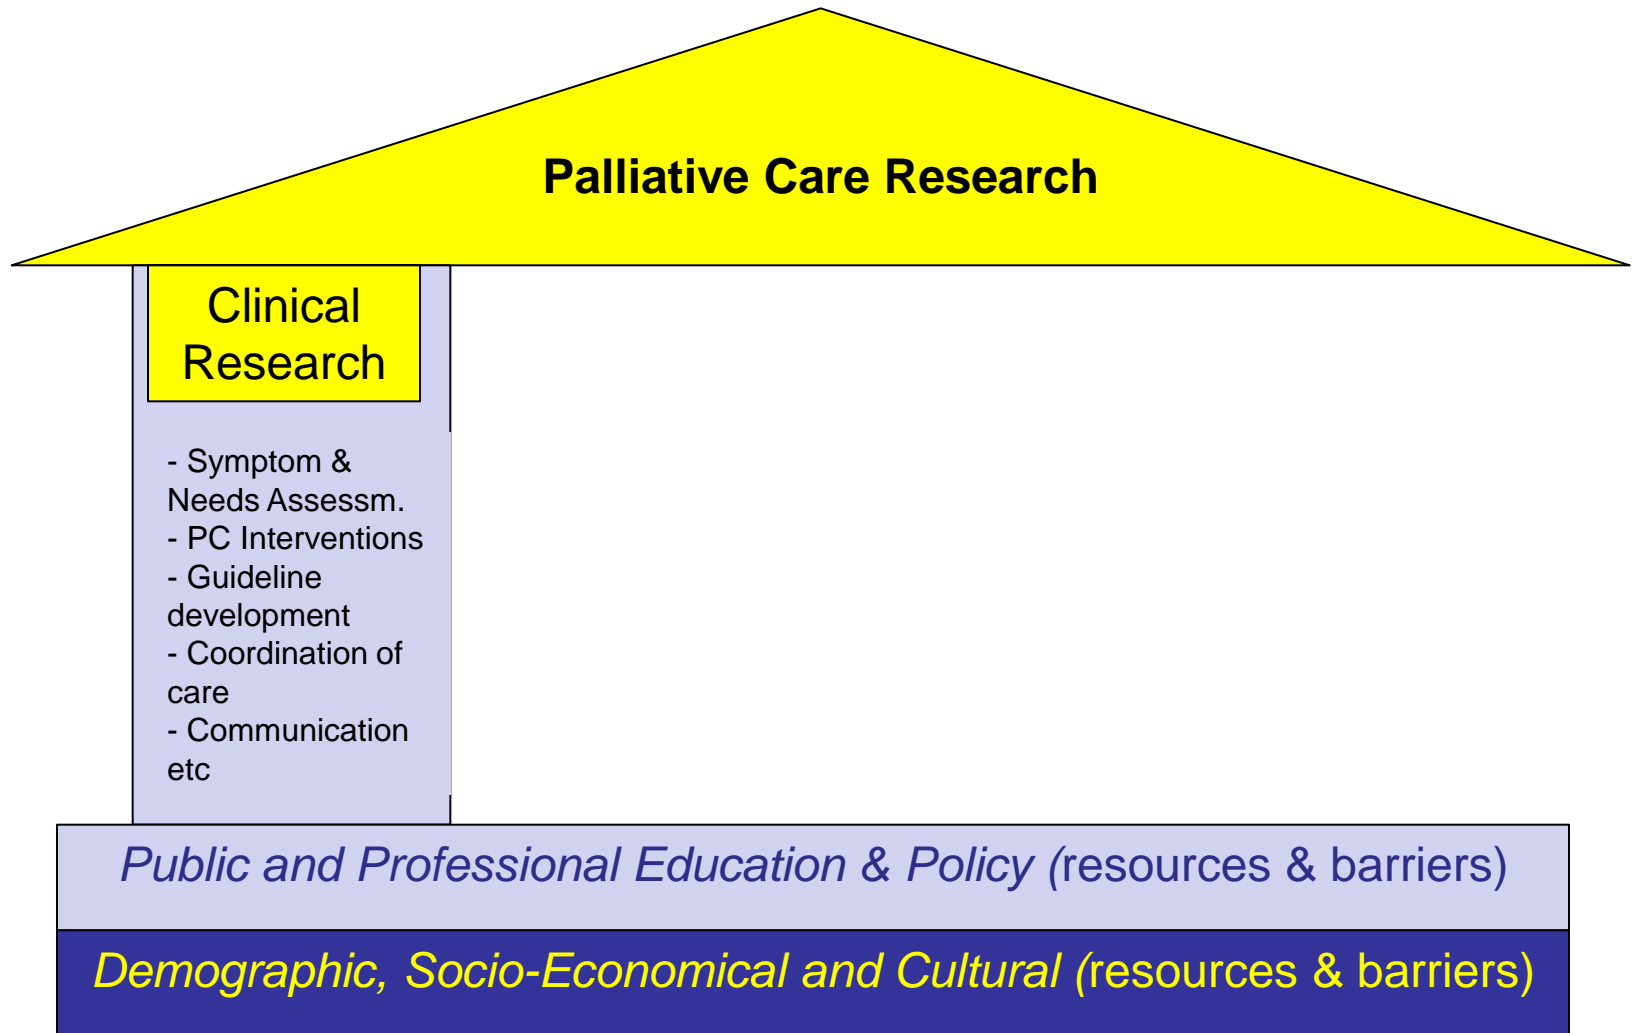 Palliative Care Research
Clinical
Research
- Symptom &
Needs Assessm.
- PC Interventions
- Guideline
development
- Coordination of
care
- Communication
etc
Public and Professional Education & Policy (resources & barriers)
Demographic, Socio-Economical and Cultural (resources & barriers)